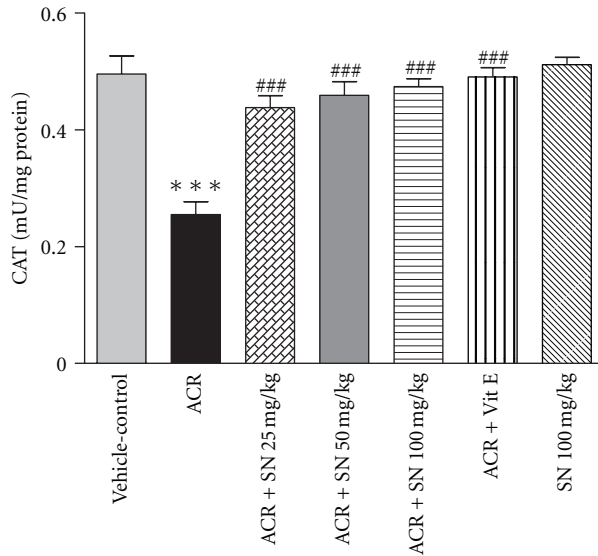 0.6
0.4
0.2
0
CAT (mU/mg protein)
∗∗∗
###
###
###
###
Vehicle-control
ACR
ACR + SN 25 mg/kg
ACR + SN 50 mg/kg
ACR + SN 100 mg/kg
ACR + Vit E
SN 100 mg/kg